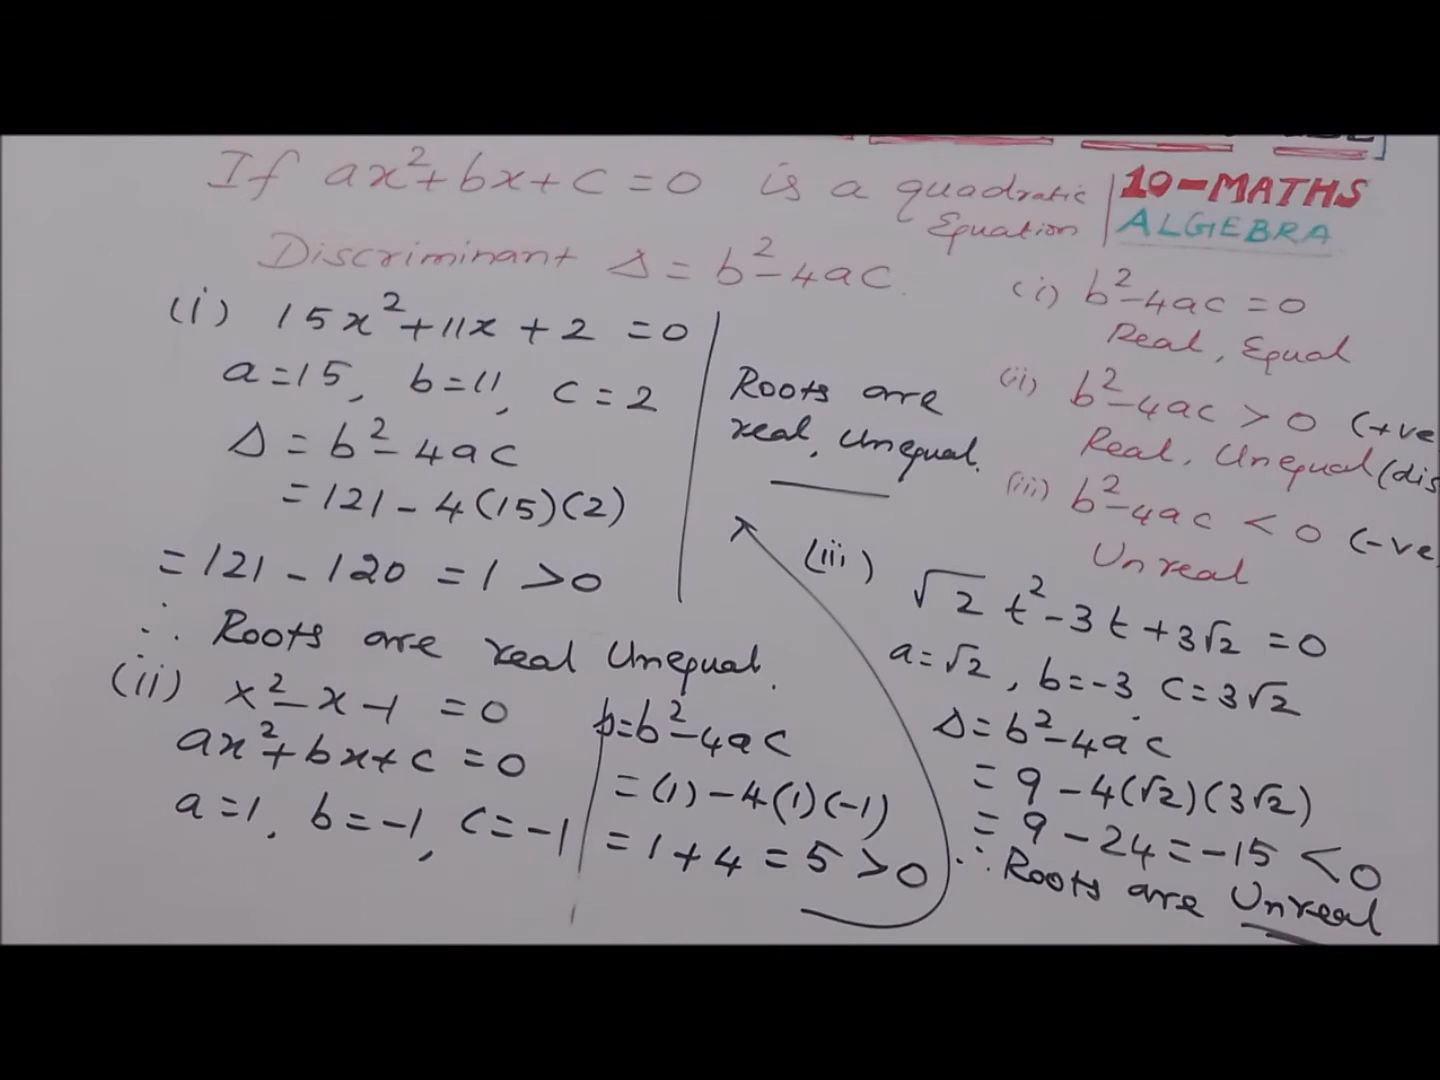 If ax²+bx+c=0 is a quadratic
Equation
10-MATHS
ALGEBRA
Discriminant Δ = b²-4ac.
(i) b²-4ac=0
Real, Equal
(ii) b²-4ac > 0 (+ve
Real, Unequal (dis
(iii) b²-4ac < 0 (-ve
Unreal
(i) 15x²+11x+2 =0
a=15, b=11, c=2
Δ = b²-4ac
=121-4(15)(2)
=121-120 =1 >0
∴ Roots are real Unequal.
(ii) x²-x-1 =0
ax²+bx+c =0
a=1, b=-1, c=-1
Δ=b²-4ac
=(1)-4(1)(-1)
=1+4=5>0
Roots are
real, Unequal.
(iii)
√2 t²-3t+3√2 =0
a=√2, b=-3 c=3√2
Δ=b²-4ac
=9-4(√2)(3√2)
=9-24=-15 <0
∴ Roots are Unreal